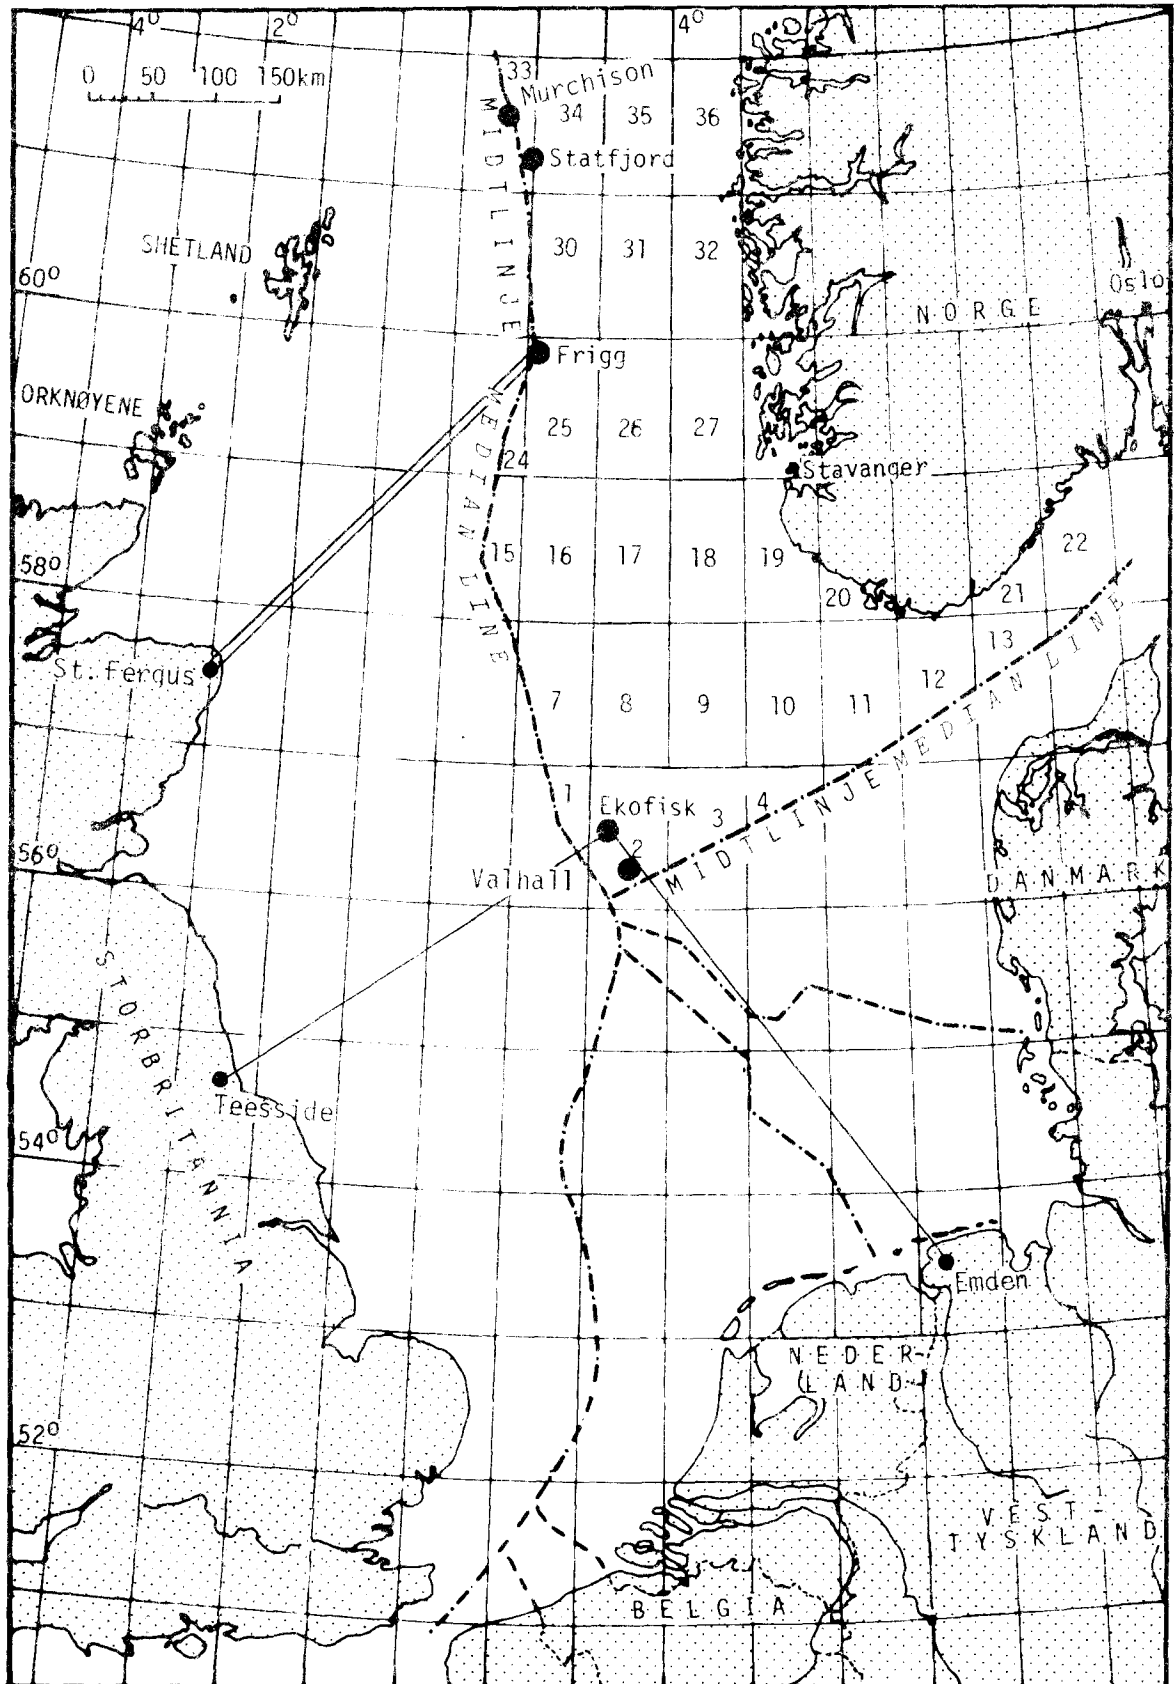 4° 2° 4°
0 50 100 150km
33
Murchison
34 35 36
Statfjord
MIDTLINJE
SHETLAND
30 31 32
60°
Oslo
NORGE
Frigg
ORKNØYENE
MEDIAN LINE
25 26 27
24
Stavanger
15 16 17 18 19
22
58°
20 21
13
St. Fergus
12
7 8 9 10 11
MIDTLINJE MEDIAN LINE
1
Ekofisk
3 4
2
56°
Valhall
DANMARK
STORBRITANNIA
Teesside
54°
Emden
NEDER-
LAND
52°
VEST-
TYSKLAND
BELGIA